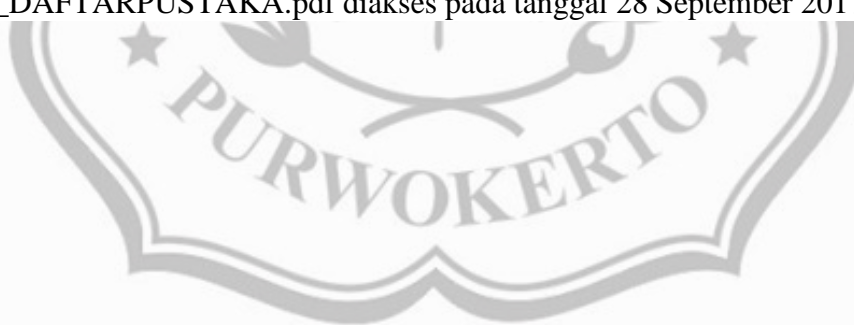 _DAFTARPUSTAKA.pdf diakses pada tanggal 28 September 201
PURWOKERTO